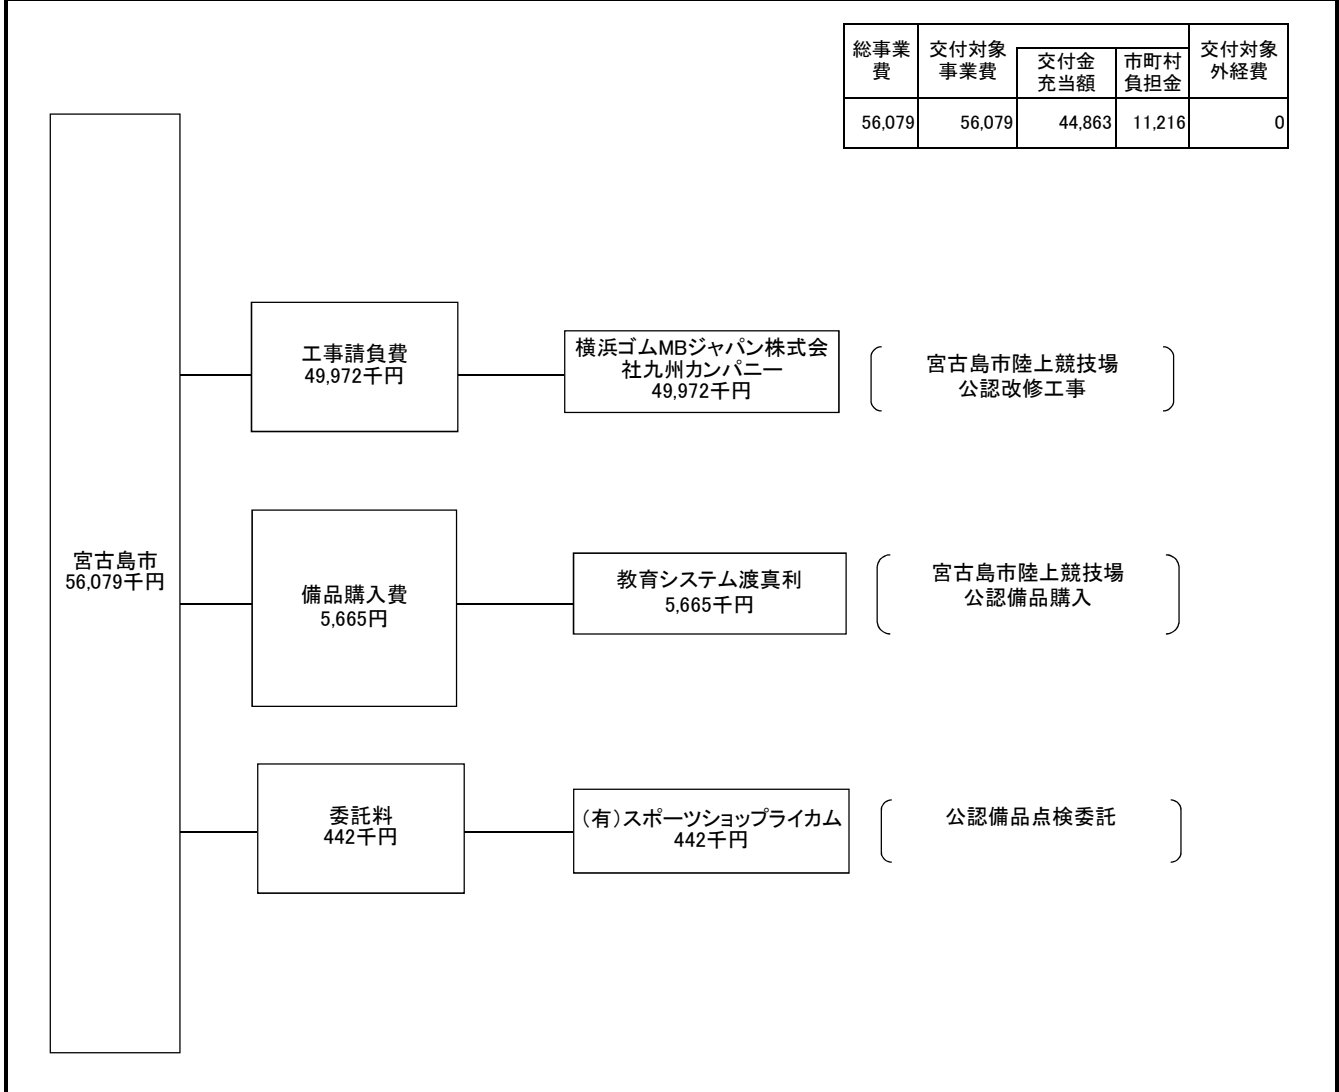 総事業
費
交付対象
事業費
交付金
充当額
市町村
負担金
交付対象
外経費
56,079
56,079
44,863
11,216
0
宮古島市
56,079千円
工事請負費
49,972千円
横浜ゴムMBジャパン株式会
社九州カンパニー
49,972千円
宮古島市陸上競技場
公認改修工事
備品購入費
5,665円
教育システム渡真利
5,665千円
宮古島市陸上競技場
公認備品購入
委託料
442千円
（有）スポーツショップライカム
442千円
公認備品点検委託